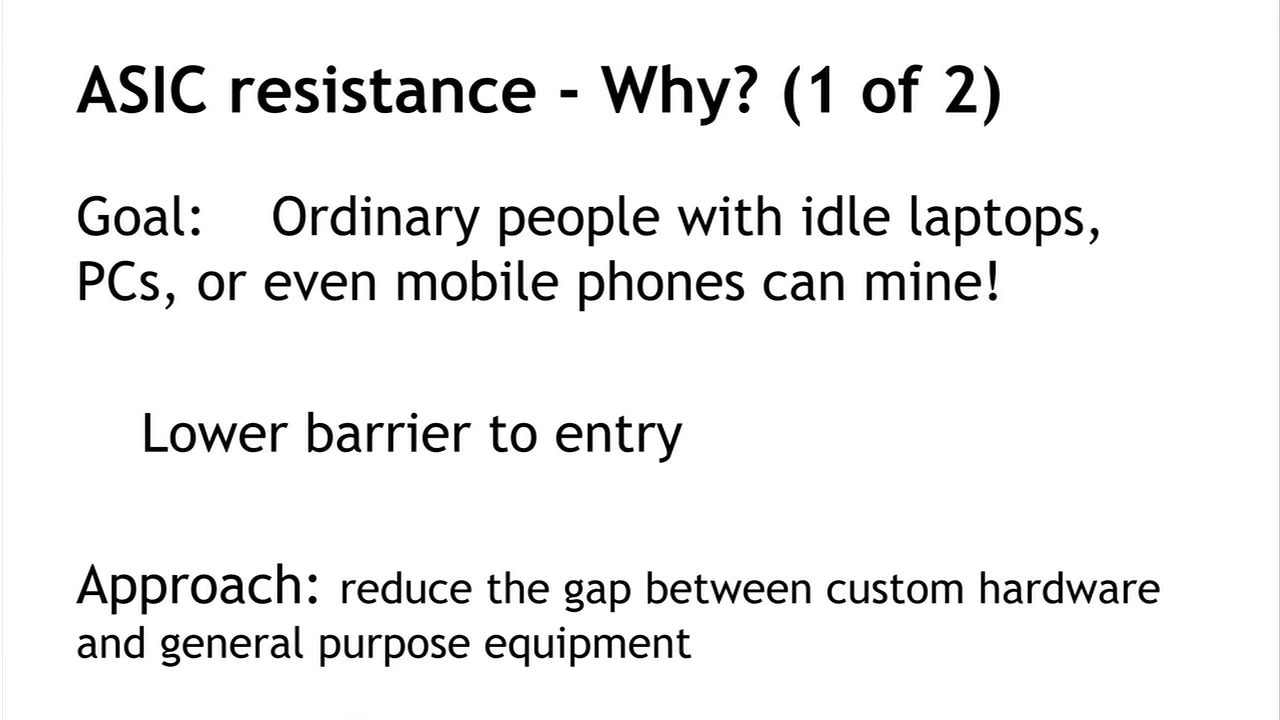 ASIC resistance - Why? (1 of 2)
Goal: Ordinary people with idle laptops,
PCs, or even mobile phones can mine!
Lower barrier to entry
Approach: reduce the gap between custom hardware
and general purpose equipment